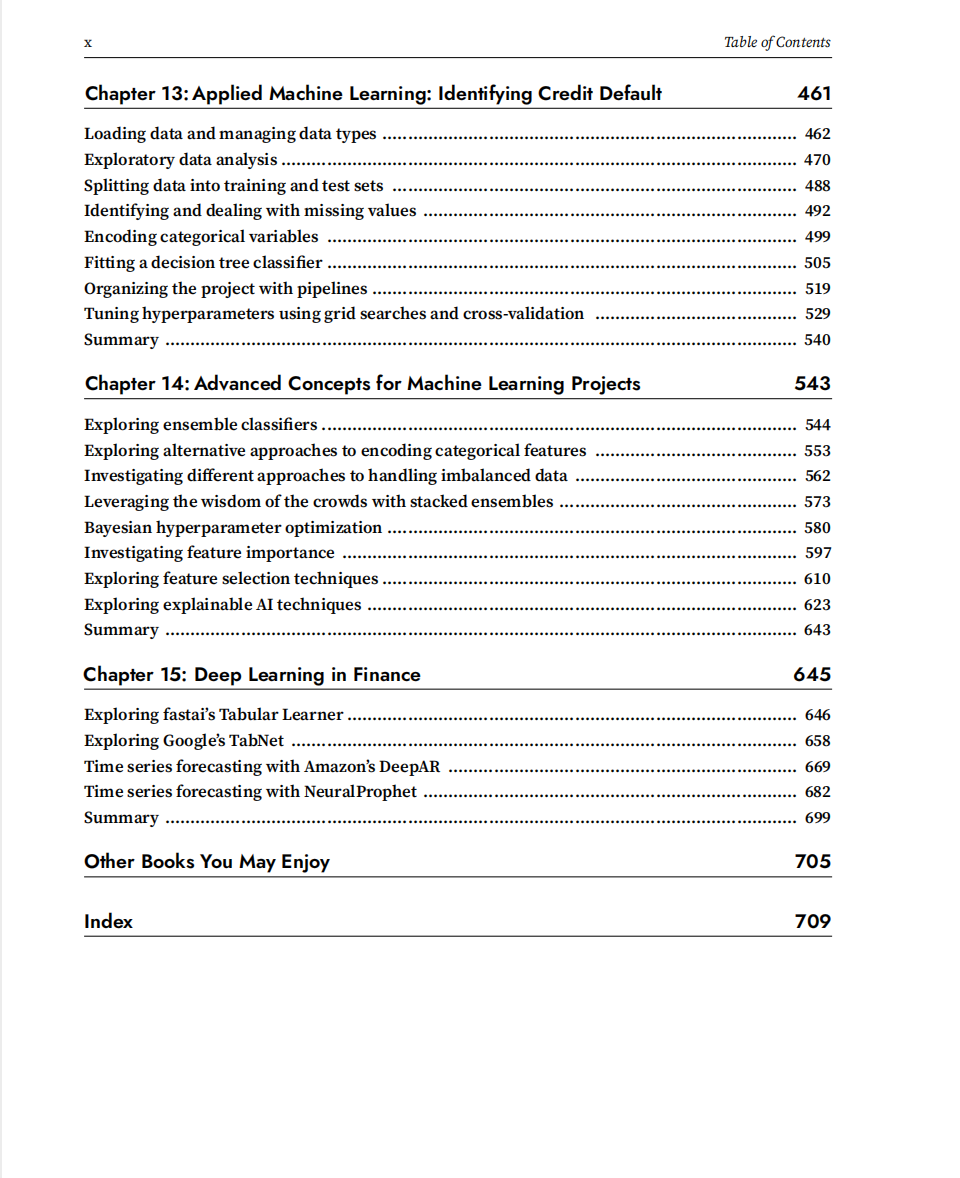 x Table of Contents
Chapter 13: Applied Machine Learning: Identifying Credit Default 461
Loading data and managing data types ................................................................................ 462
Exploratory data analysis ................................................................................ 470
Splitting data into training and test sets ................................................................................ 488
Identifying and dealing with missing values ................................................................................ 492
Encoding categorical variables ................................................................................ 499
Fitting a decision tree classifier ................................................................................ 505
Organizing the project with pipelines ................................................................................ 519
Tuning hyperparameters using grid searches and cross-validation ........................................ 529
Summary ................................................................................ 540
Chapter 14: Advanced Concepts for Machine Learning Projects 543
Exploring ensemble classifiers ................................................................................ 544
Exploring alternative approaches to encoding categorical features ........................................ 553
Investigating different approaches to handling imbalanced data ........................................ 562
Leveraging the wisdom of the crowds with stacked ensembles ........................................ 573
Bayesian hyperparameter optimization ................................................................................ 580
Investigating feature importance ................................................................................ 597
Exploring feature selection techniques ................................................................................ 610
Exploring explainable AI techniques ................................................................................ 623
Summary ................................................................................ 643
Chapter 15: Deep Learning in Finance 645
Exploring fastai’s Tabular Learner ................................................................................ 646
Exploring Google’s TabNet ................................................................................ 658
Time series forecasting with Amazon’s DeepAR ................................................................................ 669
Time series forecasting with NeuralProphet ................................................................................ 682
Summary ................................................................................ 699
Other Books You May Enjoy 705
Index 709